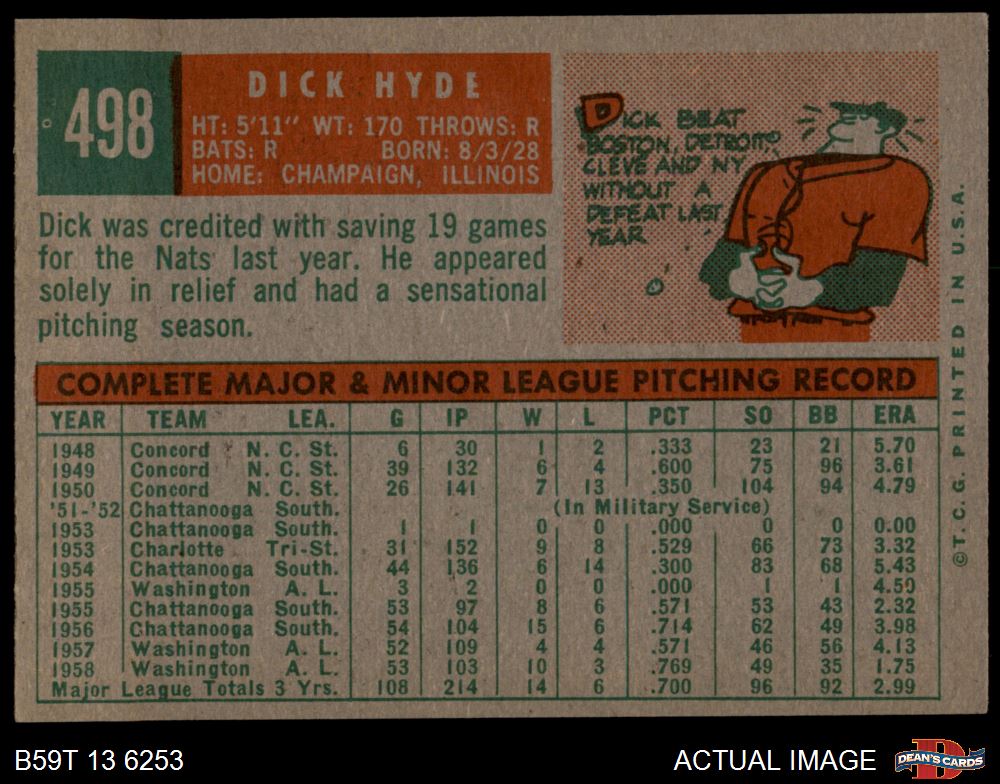 498
DICK HYDE
HT: 5'11" WT: 170 THROWS: R
BATS: R BORN: 8/3/28
HOME: CHAMPAIGN, ILLINOIS
Dick was credited with saving 19 games
for the Nats last year. He appeared
solely in relief and had a sensational
pitching season.
DICK BEAT
BOSTON, DETROIT,
CLEVE AND NY
WITHOUT A
DEFEAT LAST
YEAR
COMPLETE MAJOR & MINOR LEAGUE PITCHING RECORD
YEAR TEAM LEA. G IP W L PCT SO BB ERA
1948 Concord N. C. St. 6 30 1 2 .333 23 21 5.70
1949 Concord N. C. St. 39 132 6 4 .600 75 96 3.61
1950 Concord N. C. St. 26 141 7 13 .350 104 94 4.79
'51-'52 Chattanooga South. (In Military Service)
1953 Chattanooga South. 1 1 0 0 .000 0 0 0.00
1953 Charlotte Tri-St. 31 152 9 8 .529 66 73 3.32
1954 Chattanooga South. 44 136 6 14 .300 83 68 5.43
1955 Washington A. L. 3 2 0 0 .000 1 1 4.50
1955 Chattanooga South. 53 97 8 6 .571 53 43 2.32
1956 Chattanooga South. 54 104 15 6 .714 62 49 3.98
1957 Washington A. L. 52 109 4 4 .571 46 56 4.13
1958 Washington A. L. 53 103 10 3 .769 49 35 1.75
Major League Totals 3 Yrs. 108 214 14 6 .700 96 92 2.99
©T.C.G. PRINTED IN U.S.A.
B59T 13 6253
ACTUAL IMAGE
DEAN'S CARDS